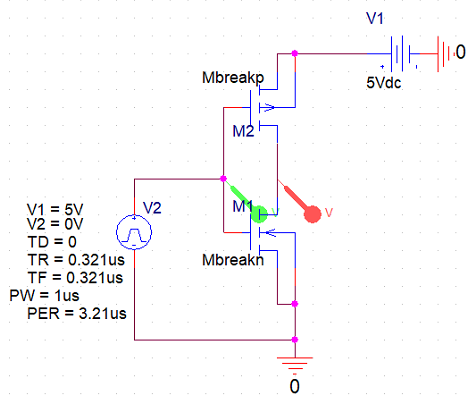 V1
0
5Vdc
Mbreakp
M2
M1
V
V
V2
Mbreakn
V1 = 5V
V2 = 0V
TD = 0
TR = 0.321us
TF = 0.321us
PW = 1us
PER = 3.21us
0